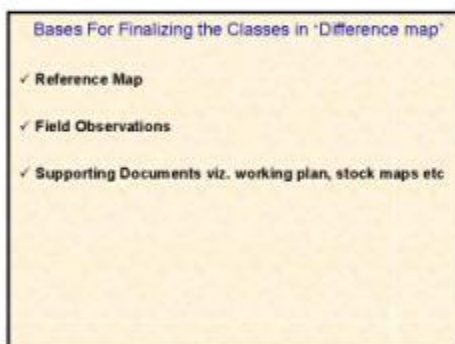 Bases For Finalizing the Classes in "Difference map"
✓ Reference Map
✓ Field Observations
✓ Supporting Documents viz. working plan, stock maps etc